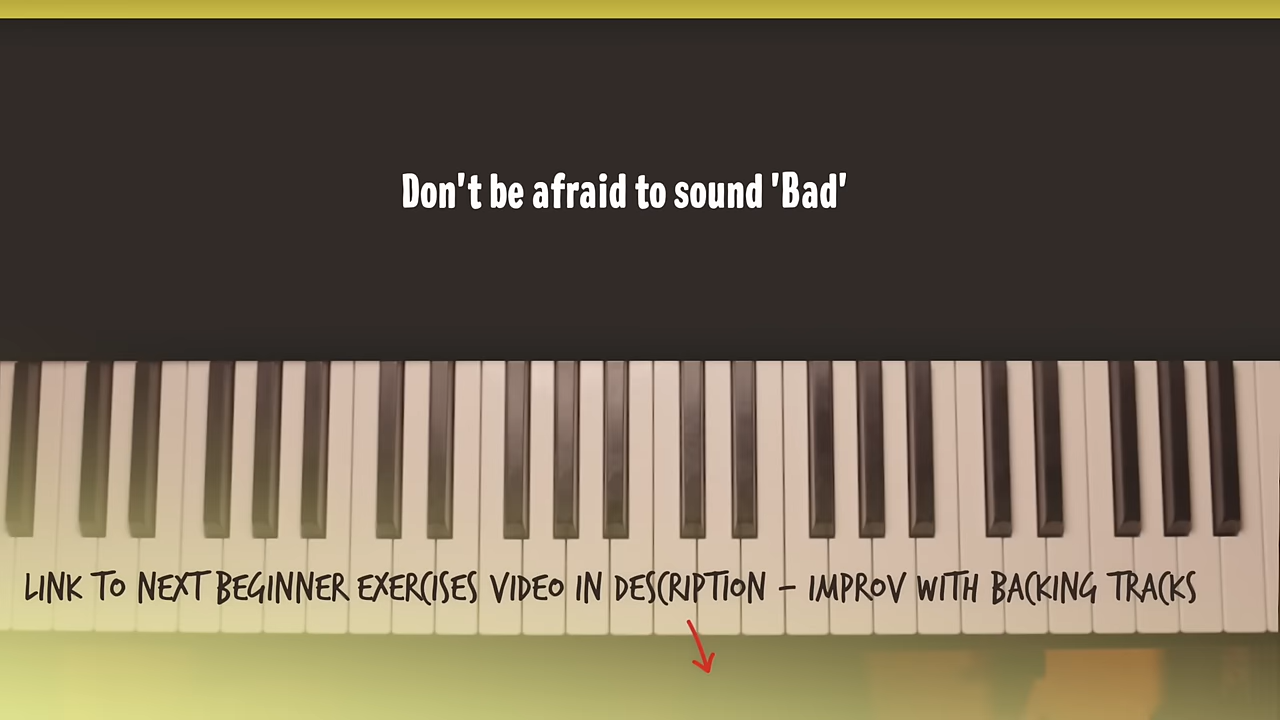 Don't be afraid to sound 'Bad'
LINK TO NEXT BEGINNER EXERCISES VIDEO IN DESCRIPTION – IMPROV WITH BACKING TRACKS